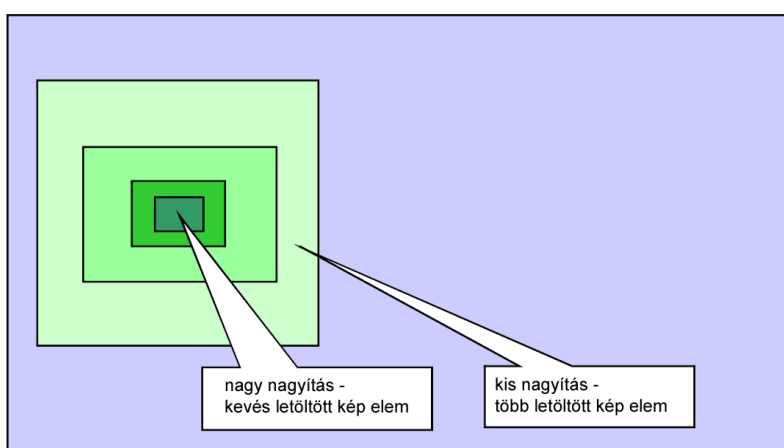 nagy nagyítás -
kevés letöltött kép elem
kis nagyítás -
több letöltött kép elem